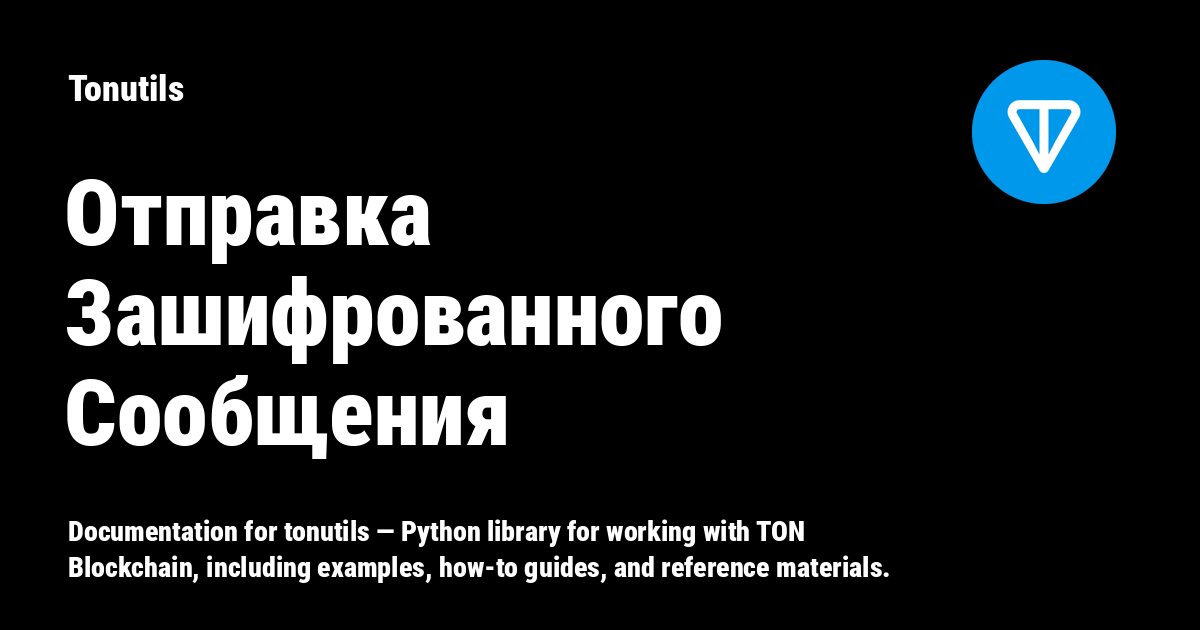 Tonutils
Отправка
Зашифрованного
Сообщения
Documentation for tonutils — Python library for working with TON
Blockchain, including examples, how-to guides, and reference materials.